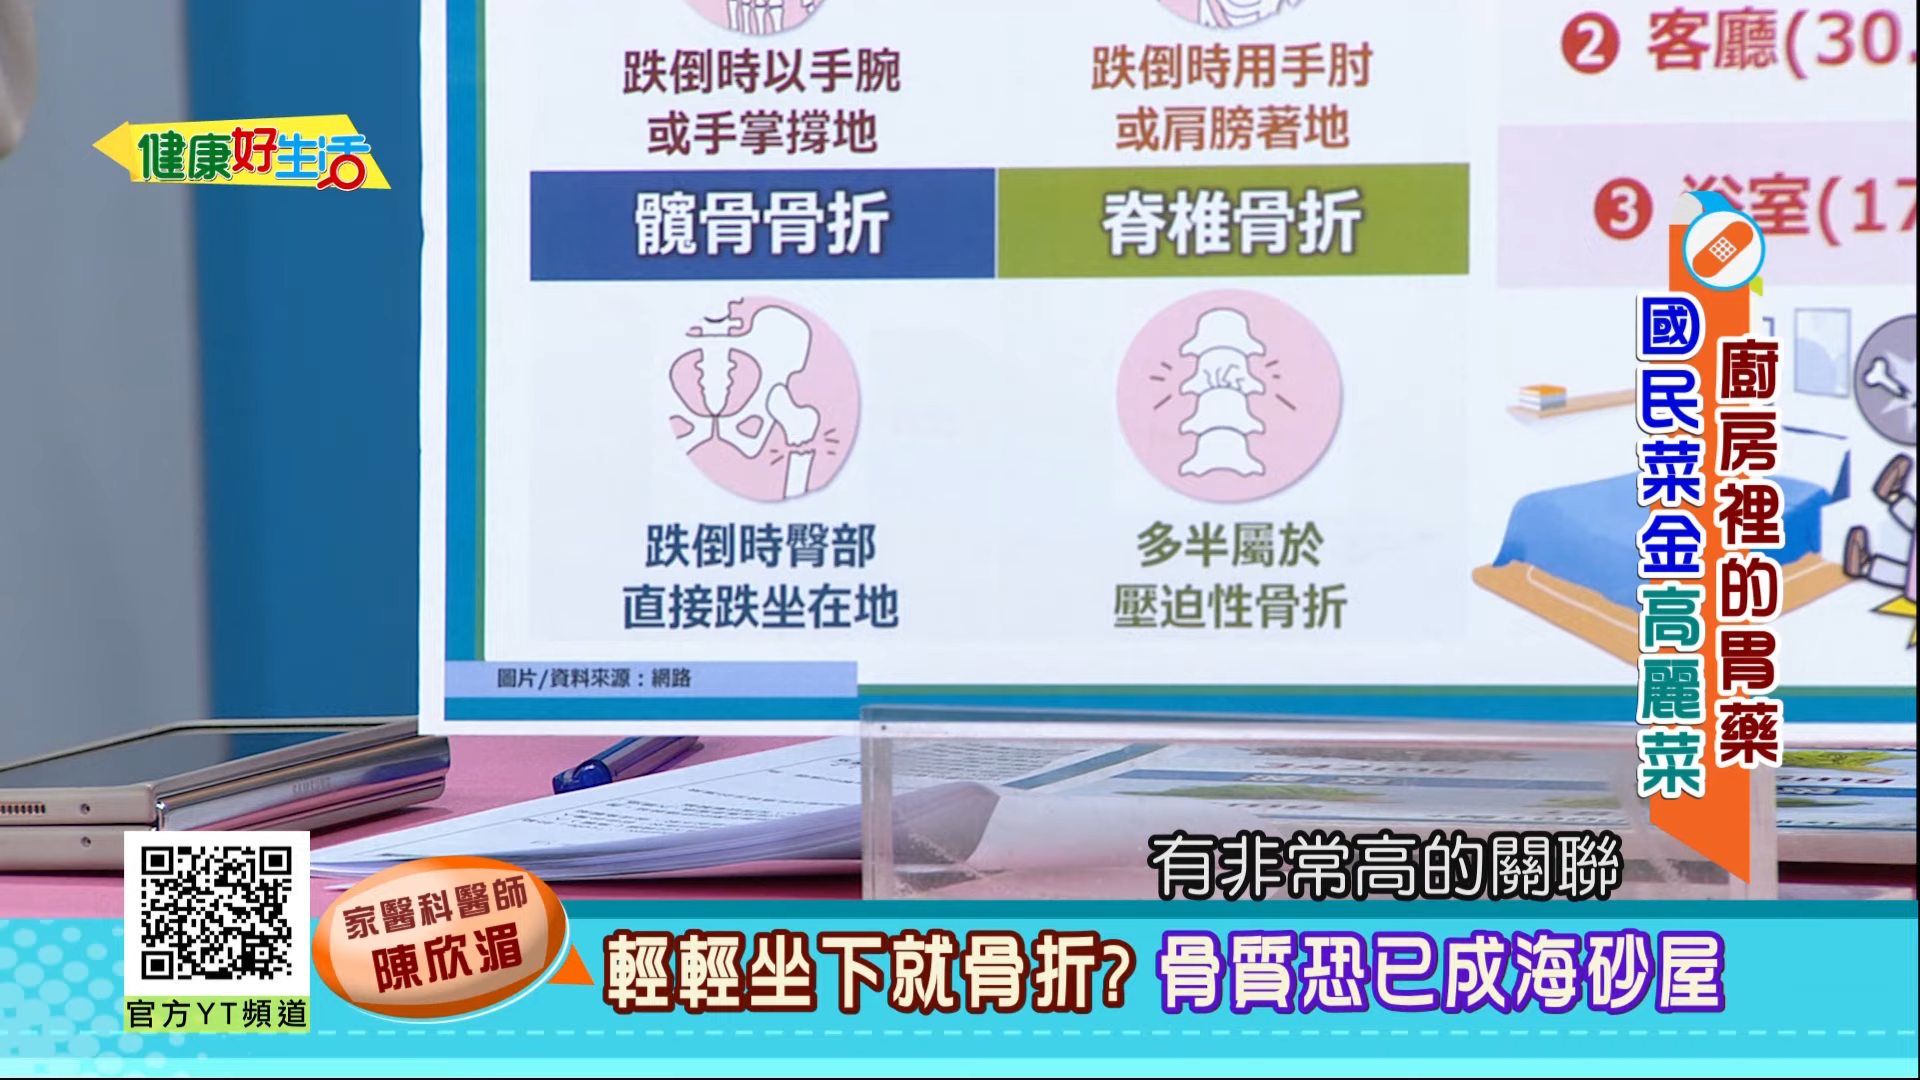 跌倒時以手腕
或手掌撐地
跌倒時用手肘
或肩膀著地
❷ 客廳(30.
健康好生活
髖骨骨折
脊椎骨折
❸ 浴室(17
跌倒時臀部
直接跌坐在地
多半屬於
壓迫性骨折
圖片/資料來源：網路
廚房裡的胃藥
國民菜金高麗菜
SAMSUNG
有非常高的關聯
家醫科醫師
陳欣湄
輕輕坐下就骨折? 骨質恐已成海砂屋
官方YT頻道